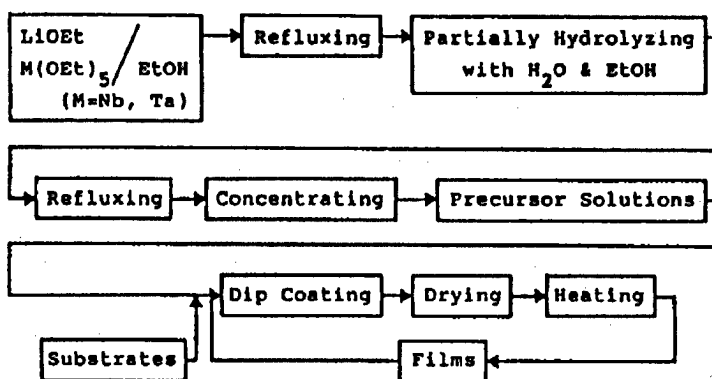 LiOEt
M(OEt)5 / EtOH
(M=Nb, Ta)
Refluxing
Partially Hydrolyzing
with H2O & EtOH
Refluxing
Concentrating
Precursor Solutions
Dip Coating
Drying
Heating
Substrates
Films